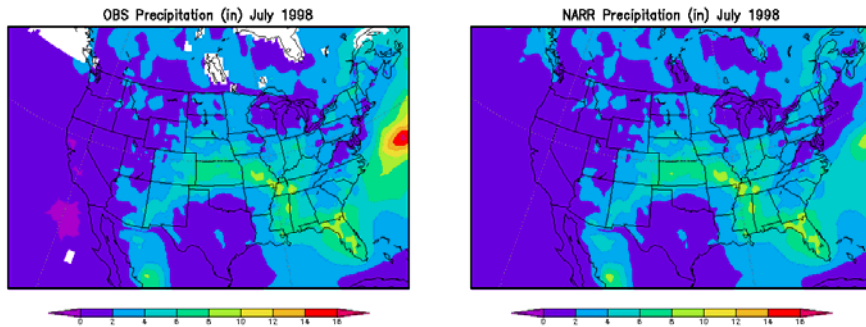 OBS Precipitation (in) July 1998
NARR Precipitation (in) July 1998
0 2 4 6 8 10 12 14 16
0 2 4 6 8 10 12 14 16